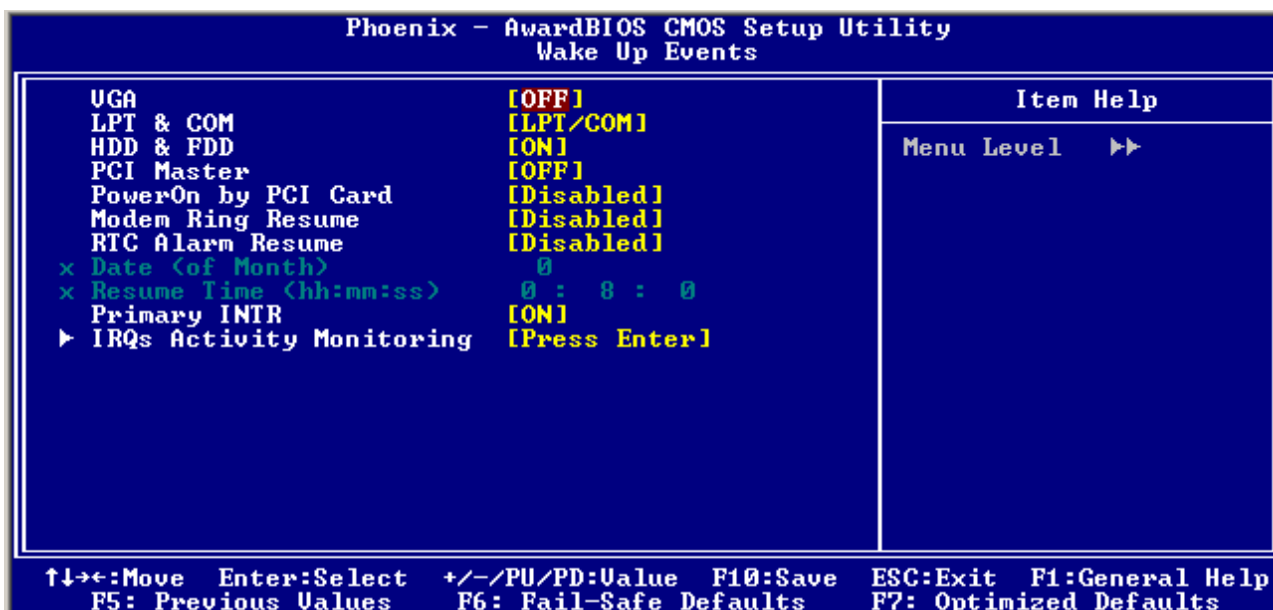 Phoenix - AwardBIOS CMOS Setup Utility
Wake Up Events
VGA [OFF]
LPT & COM [LPT/COM]
HDD & FDD [ON]
PCI Master [OFF]
PowerOn by PCI Card [Disabled]
Modem Ring Resume [Disabled]
RTC Alarm Resume [Disabled]
x Date (of Month) 0
x Resume Time (hh:mm:ss) 0 : 8 : 0
Primary INTR [ON]
▶ IRQs Activity Monitoring [Press Enter]
Item Help
Menu Level ▶▶
↑↓→←:Move Enter:Select +/-/PU/PD:Value F10:Save ESC:Exit F1:General Help
F5: Previous Values F6: Fail-Safe Defaults F7: Optimized Defaults